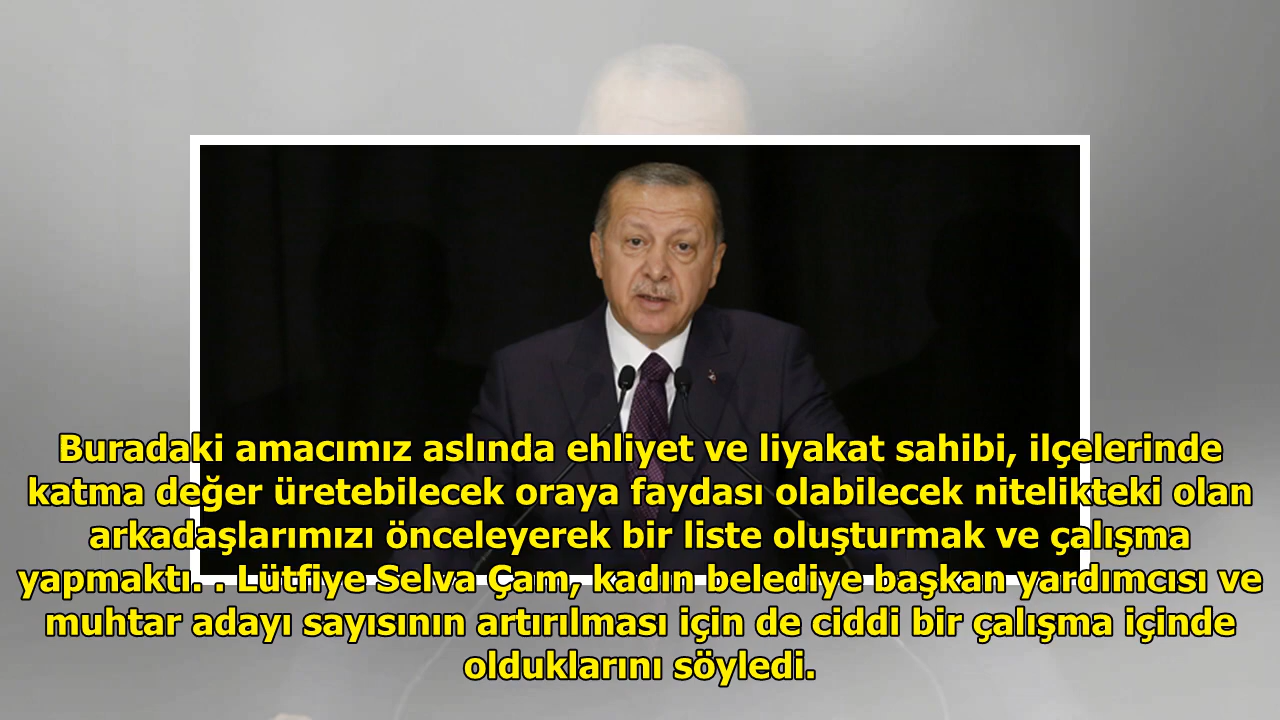 Buradaki amacımız aslında ehliyet ve liyakat sahibi, ilçelerinde
katma değer üretebilecek oraya faydası olabilecek nitelikteki olan
arkadaşlarımızı önceleyerek bir liste oluşturmak ve çalışma
yapmaktı. . Lütfiye Selva Çam, kadın belediye başkan yardımcısı ve
muhtar adayı sayısının artırılması için de ciddi bir çalışma içinde
olduklarını söyledi.